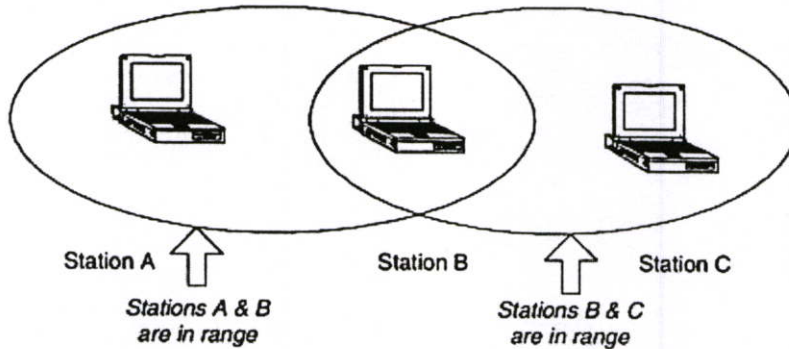 Station A
Station B
Station C
Stations A & B
are in range
Stations B & C
are in range